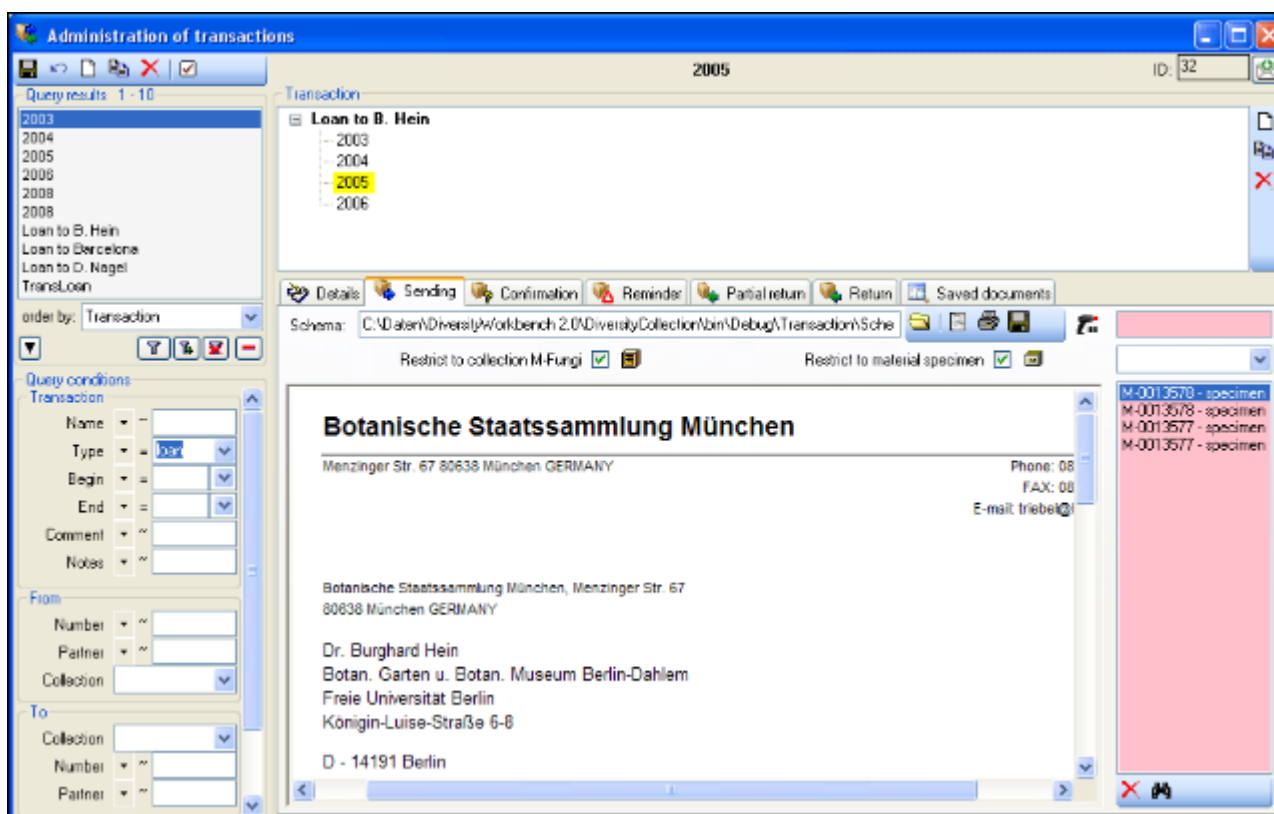 Administration of transactions
2005
ID: 32
Query results 1 - 10
2003
2004
2005
2006
2008
2008
Loan to B. Hein
Loan to Barcelona
Loan to D. Nagel
TransLoan
order by: Transaction
Query conditions
Transaction
Name ~
Type = loan
Begin =
End =
Comment ~
Notes ~
From
Number ~
Partner ~
Collection
To
Collection
Number ~
Partner ~
Transaction
Loan to B. Hein
2003
2004
2005
2006
Details Sending Confirmation Reminder Partial return Return Saved documents
Schema: C:\Daten\DiversityWorkbench 2.0\DiversityCollection\bin\Debug\Transaction\Sche
Restrict to collection M-Fungi Restrict to material specimen
Botanische Staatssammlung München
Menzinger Str. 67 80638 München GERMANY Phone: 08
FAX: 08
E-mail: triebel@
Botanische Staatssammlung München, Menzinger Str. 67
80638 München GERMANY
Dr. Burghard Hein
Botan. Garten u. Botan. Museum Berlin-Dahlem
Freie Universität Berlin
Königin-Luise-Straße 6-8
D - 14191 Berlin
M-0013578 - specimen
M-0013578 - specimen
M-0013577 - specimen
M-0013577 - specimen